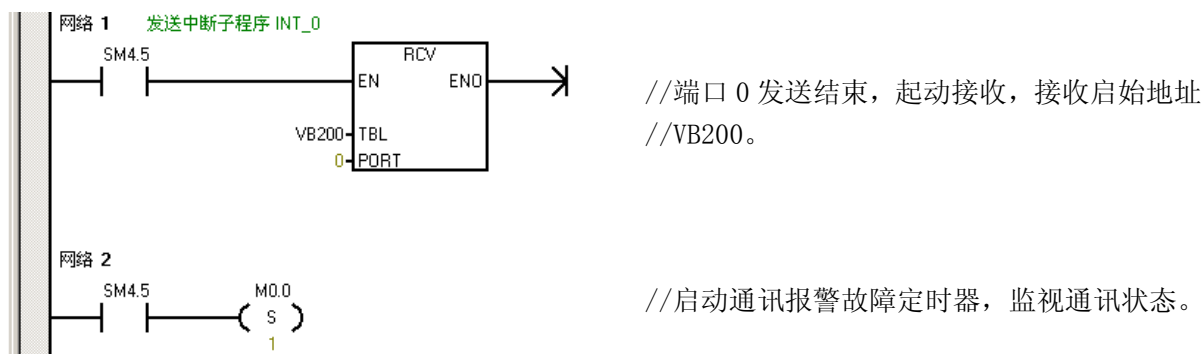 网络 1 发送中断子程序 INT_0
SM4.5
RCV
EN ENO
VB200 TBL
0 PORT
//端口 0 发送结束，起动接收，接收启始地址
//VB200。
网络 2
SM4.5 M0.0
S
1
//启动通讯报警故障定时器，监视通讯状态。